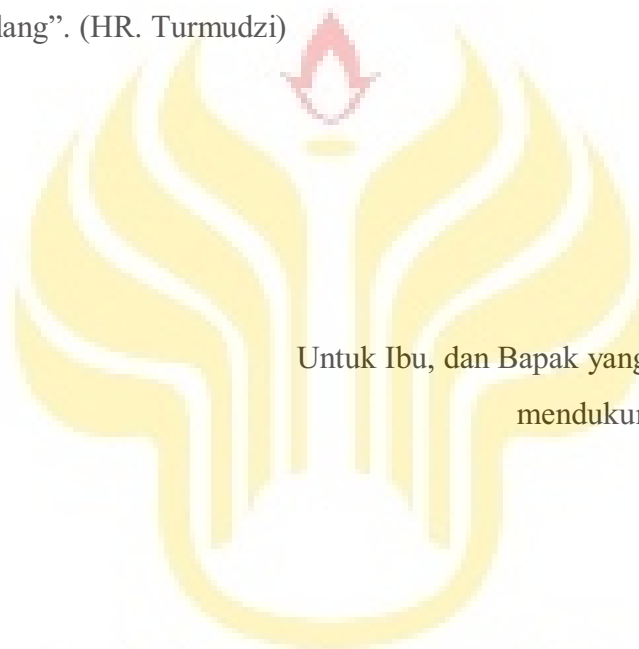 lang”. (HR. Turmudzi)
Untuk Ibu, dan Bapak yang
mendukun